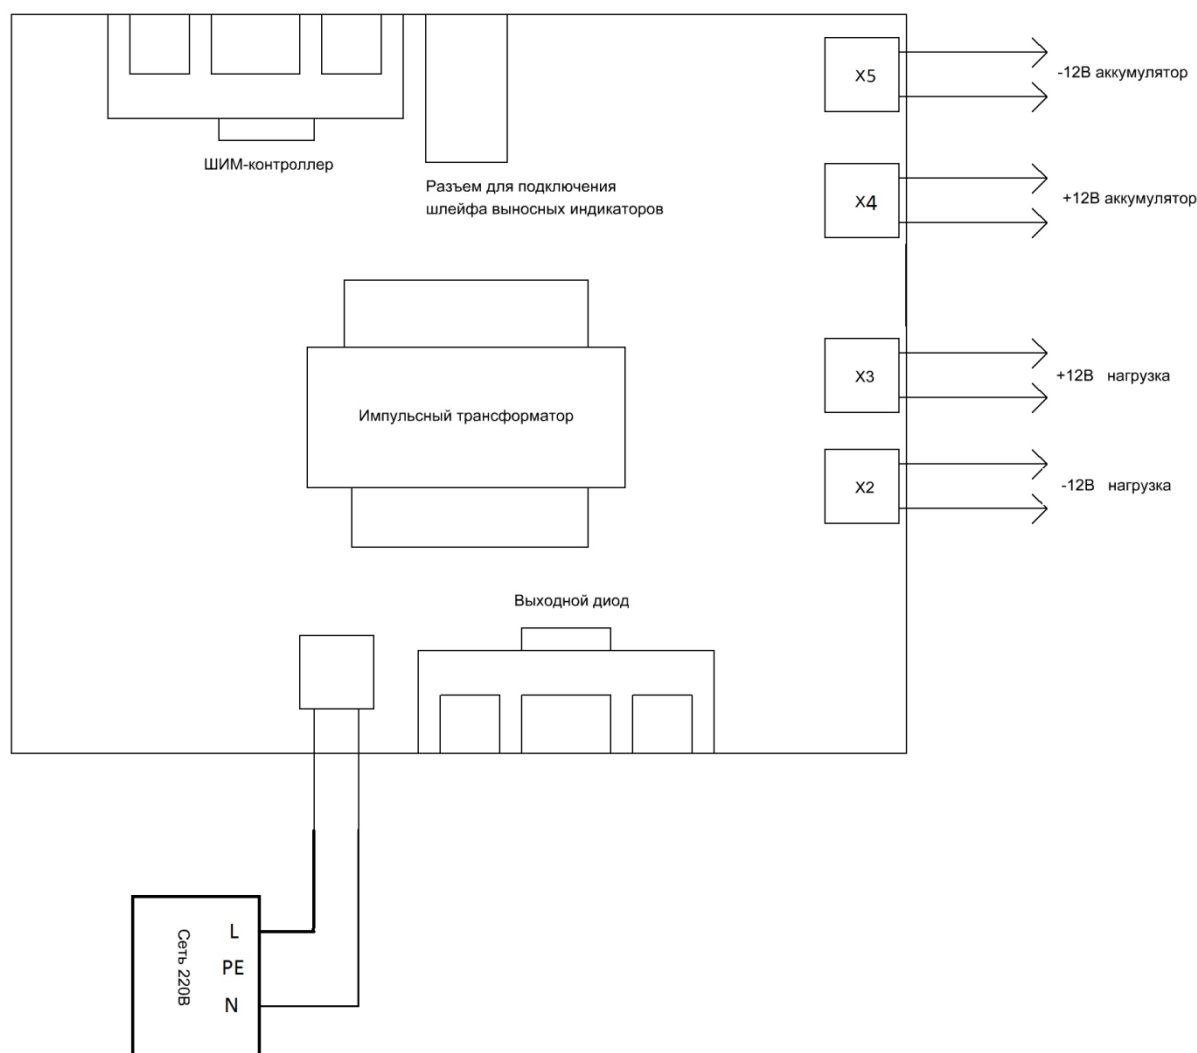 X5
-12В аккумулятор
ШИМ-контроллер
Разъем для подключения
шлейфа выносных индикаторов
X4
+12В аккумулятор
Импульсный трансформатор
X3
+12В нагрузка
X2
-12В нагрузка
Выходной диод
Сеть 220В
L
PE
N